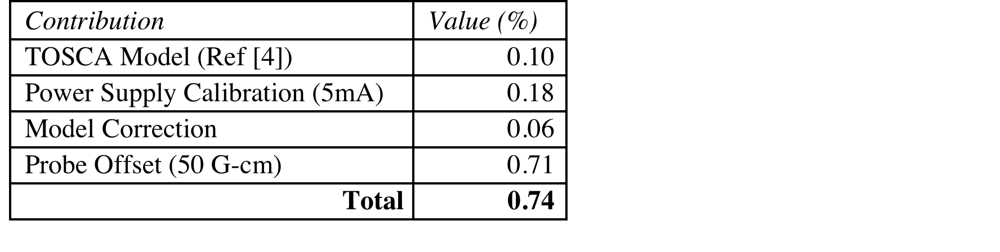 Contribution Value (%)
TOSCA Model (Ref [4]) 0.10
Power Supply Calibration (5mA) 0.18
Model Correction 0.06
Probe Offset (50 G-cm) 0.71
Total 0.74